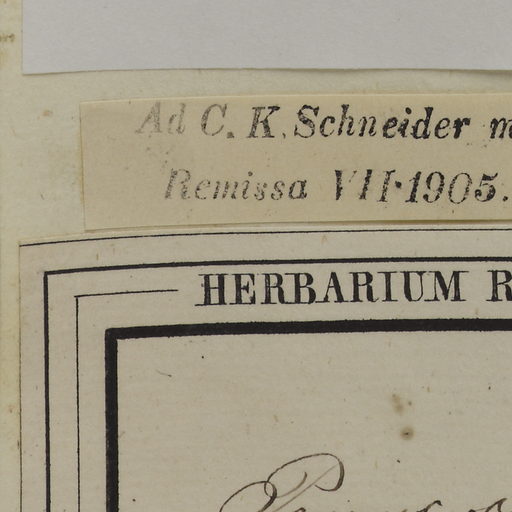 Ad C. K. Schneider m
Remissa VII·1905.
HERBARIUM R